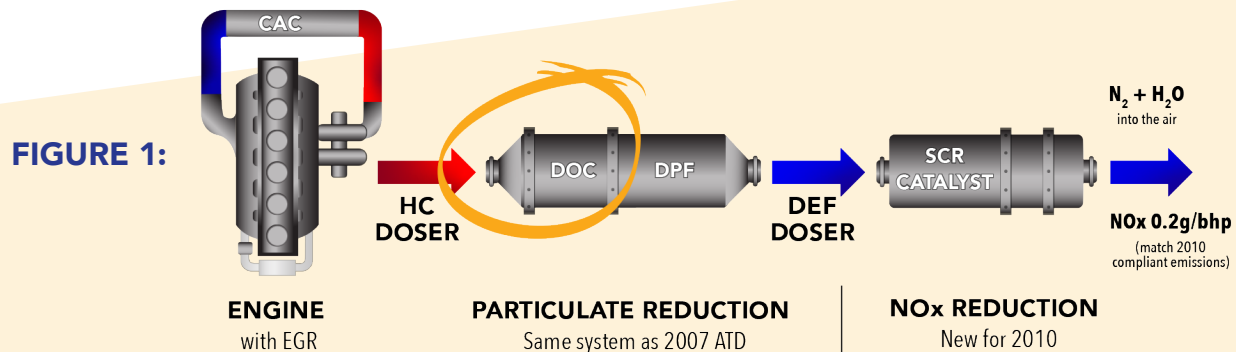 CAC
FIGURE 1:
HC
DOSER
DOC
DPF
DEF
DOSER
SCR
CATALYST
N₂ + H₂O
into the air
NOx 0.2g/bhp
(match 2010
compliant emissions)
ENGINE
with EGR
PARTICULATE REDUCTION
Same system as 2007 ATD
NOx REDUCTION
New for 2010